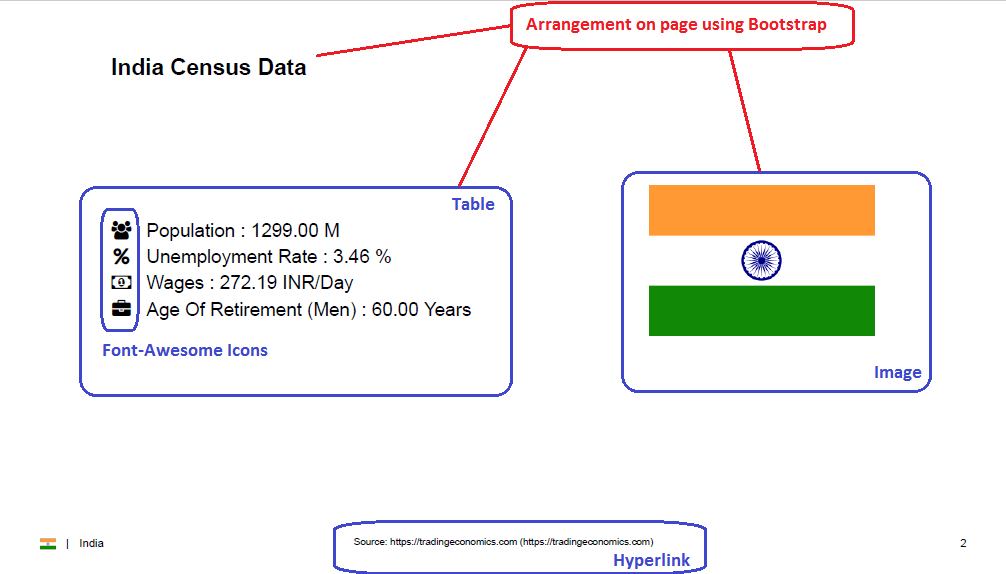 Arrangement on page using Bootstrap
India Census Data
Table
Population : 1299.00 M
% Unemployment Rate : 3.46 %
Wages : 272.19 INR/Day
Age Of Retirement (Men) : 60.00 Years
Font-Awesome Icons
Image
| India
Source: https://tradingeconomics.com (https://tradingeconomics.com)
2
Hyperlink